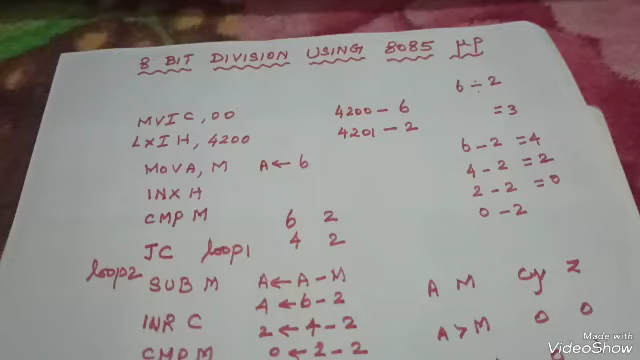 8 BIT DIVISION USING 8085 μP
6 ÷ 2
MVI C, 00 4200 - 6 = 3
LXI H, 4200 4201 - 2
6 - 2 = 4
MOV A, M A ← 6 4 - 2 = 2
INX H 2 - 2 = 0
CMP M 6 2 0 - 2
JC loop1 4 2
loop2 SUB M A ← A - M A M Cy Z
4 ← 6 - 2
INR C 2 ← 4 - 2 A > M 0 0
CMP M 0 ← 2 - 2
Made with
VideoShow